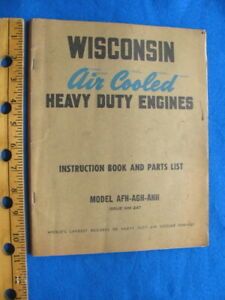 WISCONSIN
Air Cooled
HEAVY DUTY ENGINES
INSTRUCTION BOOK AND PARTS LIST
MODEL AFH-AGH-AHH
WORLD'S LARGEST BUILDERS OF HEAVY DUTY AIR COOLED ENGINES